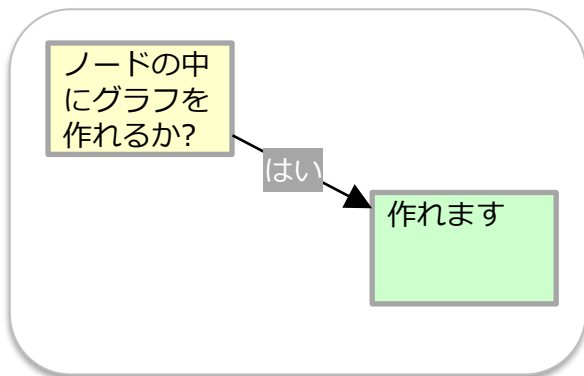 ノードの中
にグラフを
作れるか?
はい
作れます